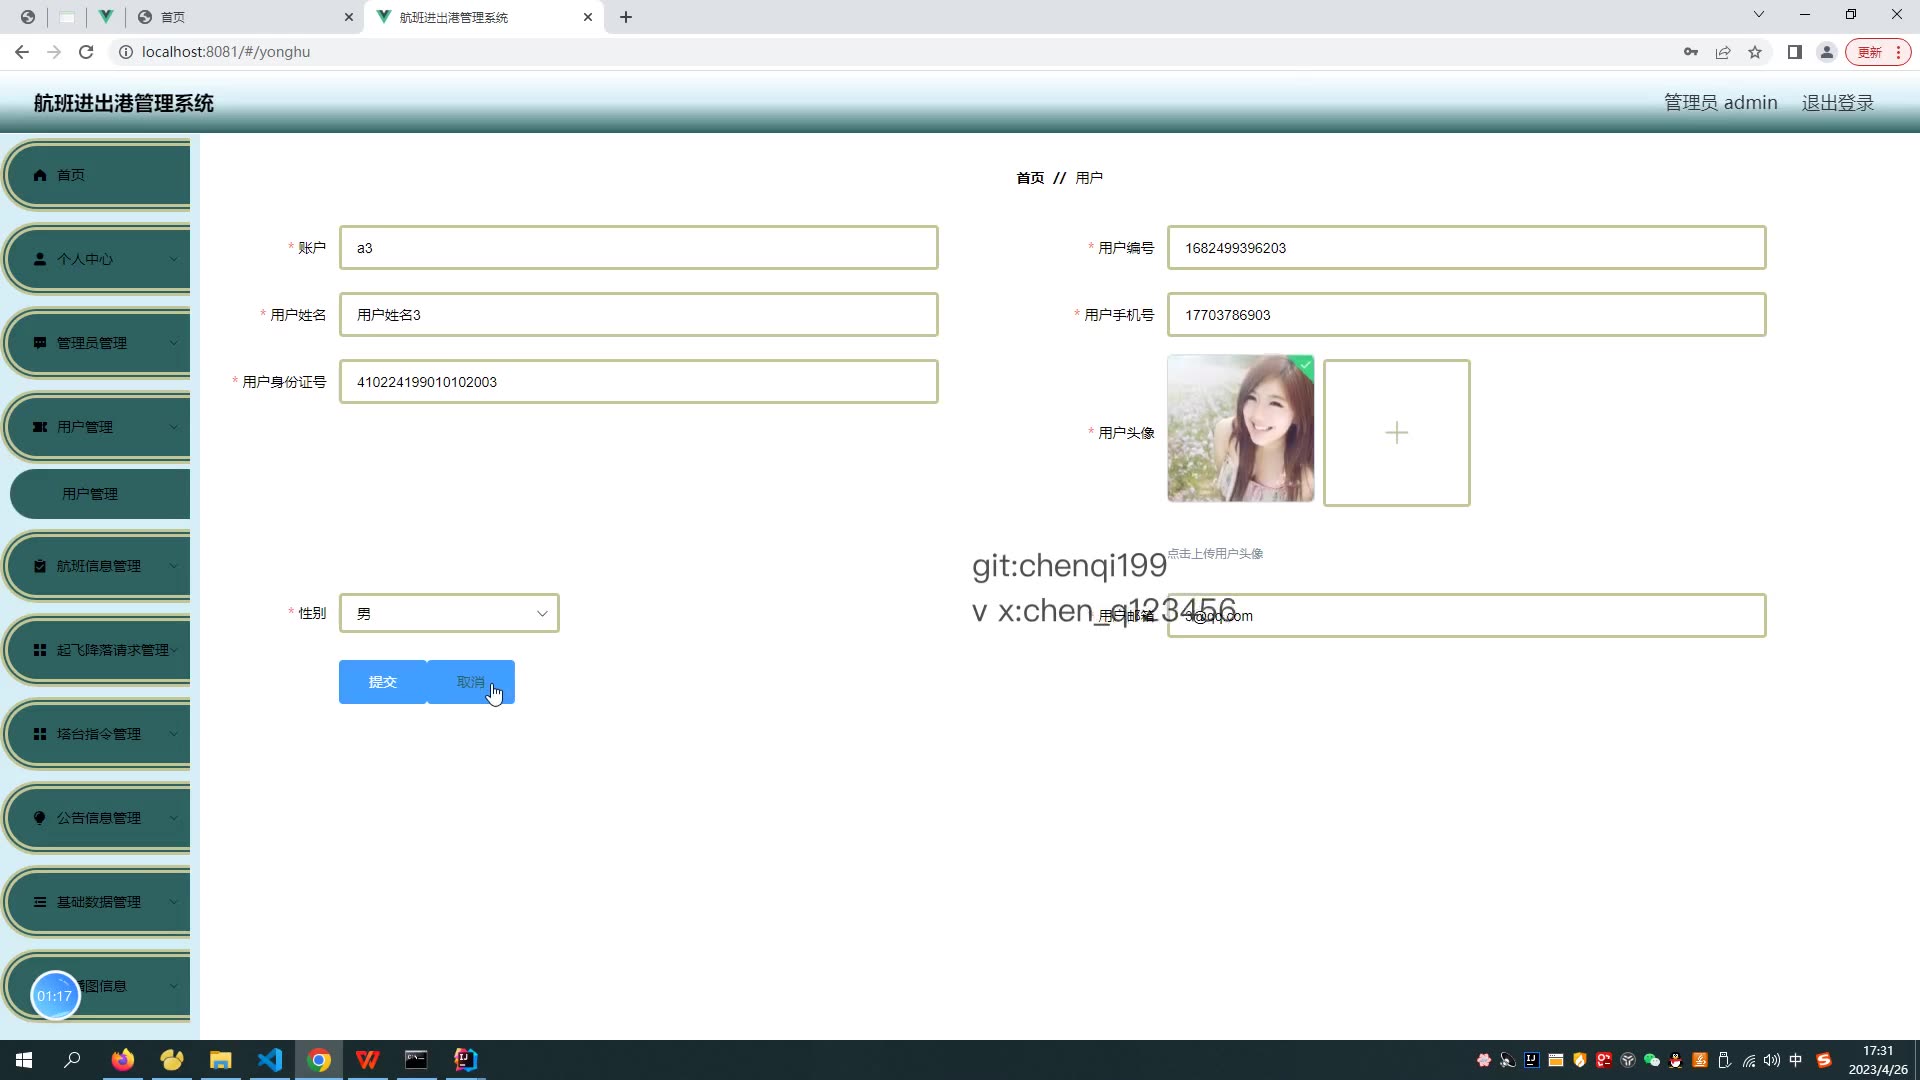 首页
航班进出港管理系统
localhost:8081/#/yonghu
更新
航班进出港管理系统
管理员 admin
退出登录
首页
个人中心
管理员管理
用户管理
用户管理
航班信息管理
起飞降落请求管理
塔台指令管理
公告信息管理
基础数据管理
图信息
01:17
首页 // 用户
* 账户
a3
* 用户编号
1682499396203
* 用户姓名
用户姓名3
* 用户手机号
17703786903
* 用户身份证号
410224199010102003
* 用户头像
点击上传用户头像
git:chenqi199
v x:chen_q123456
* 性别
男
用户邮箱
3@qq.com
提交
取消
中
17:31
2023/4/26